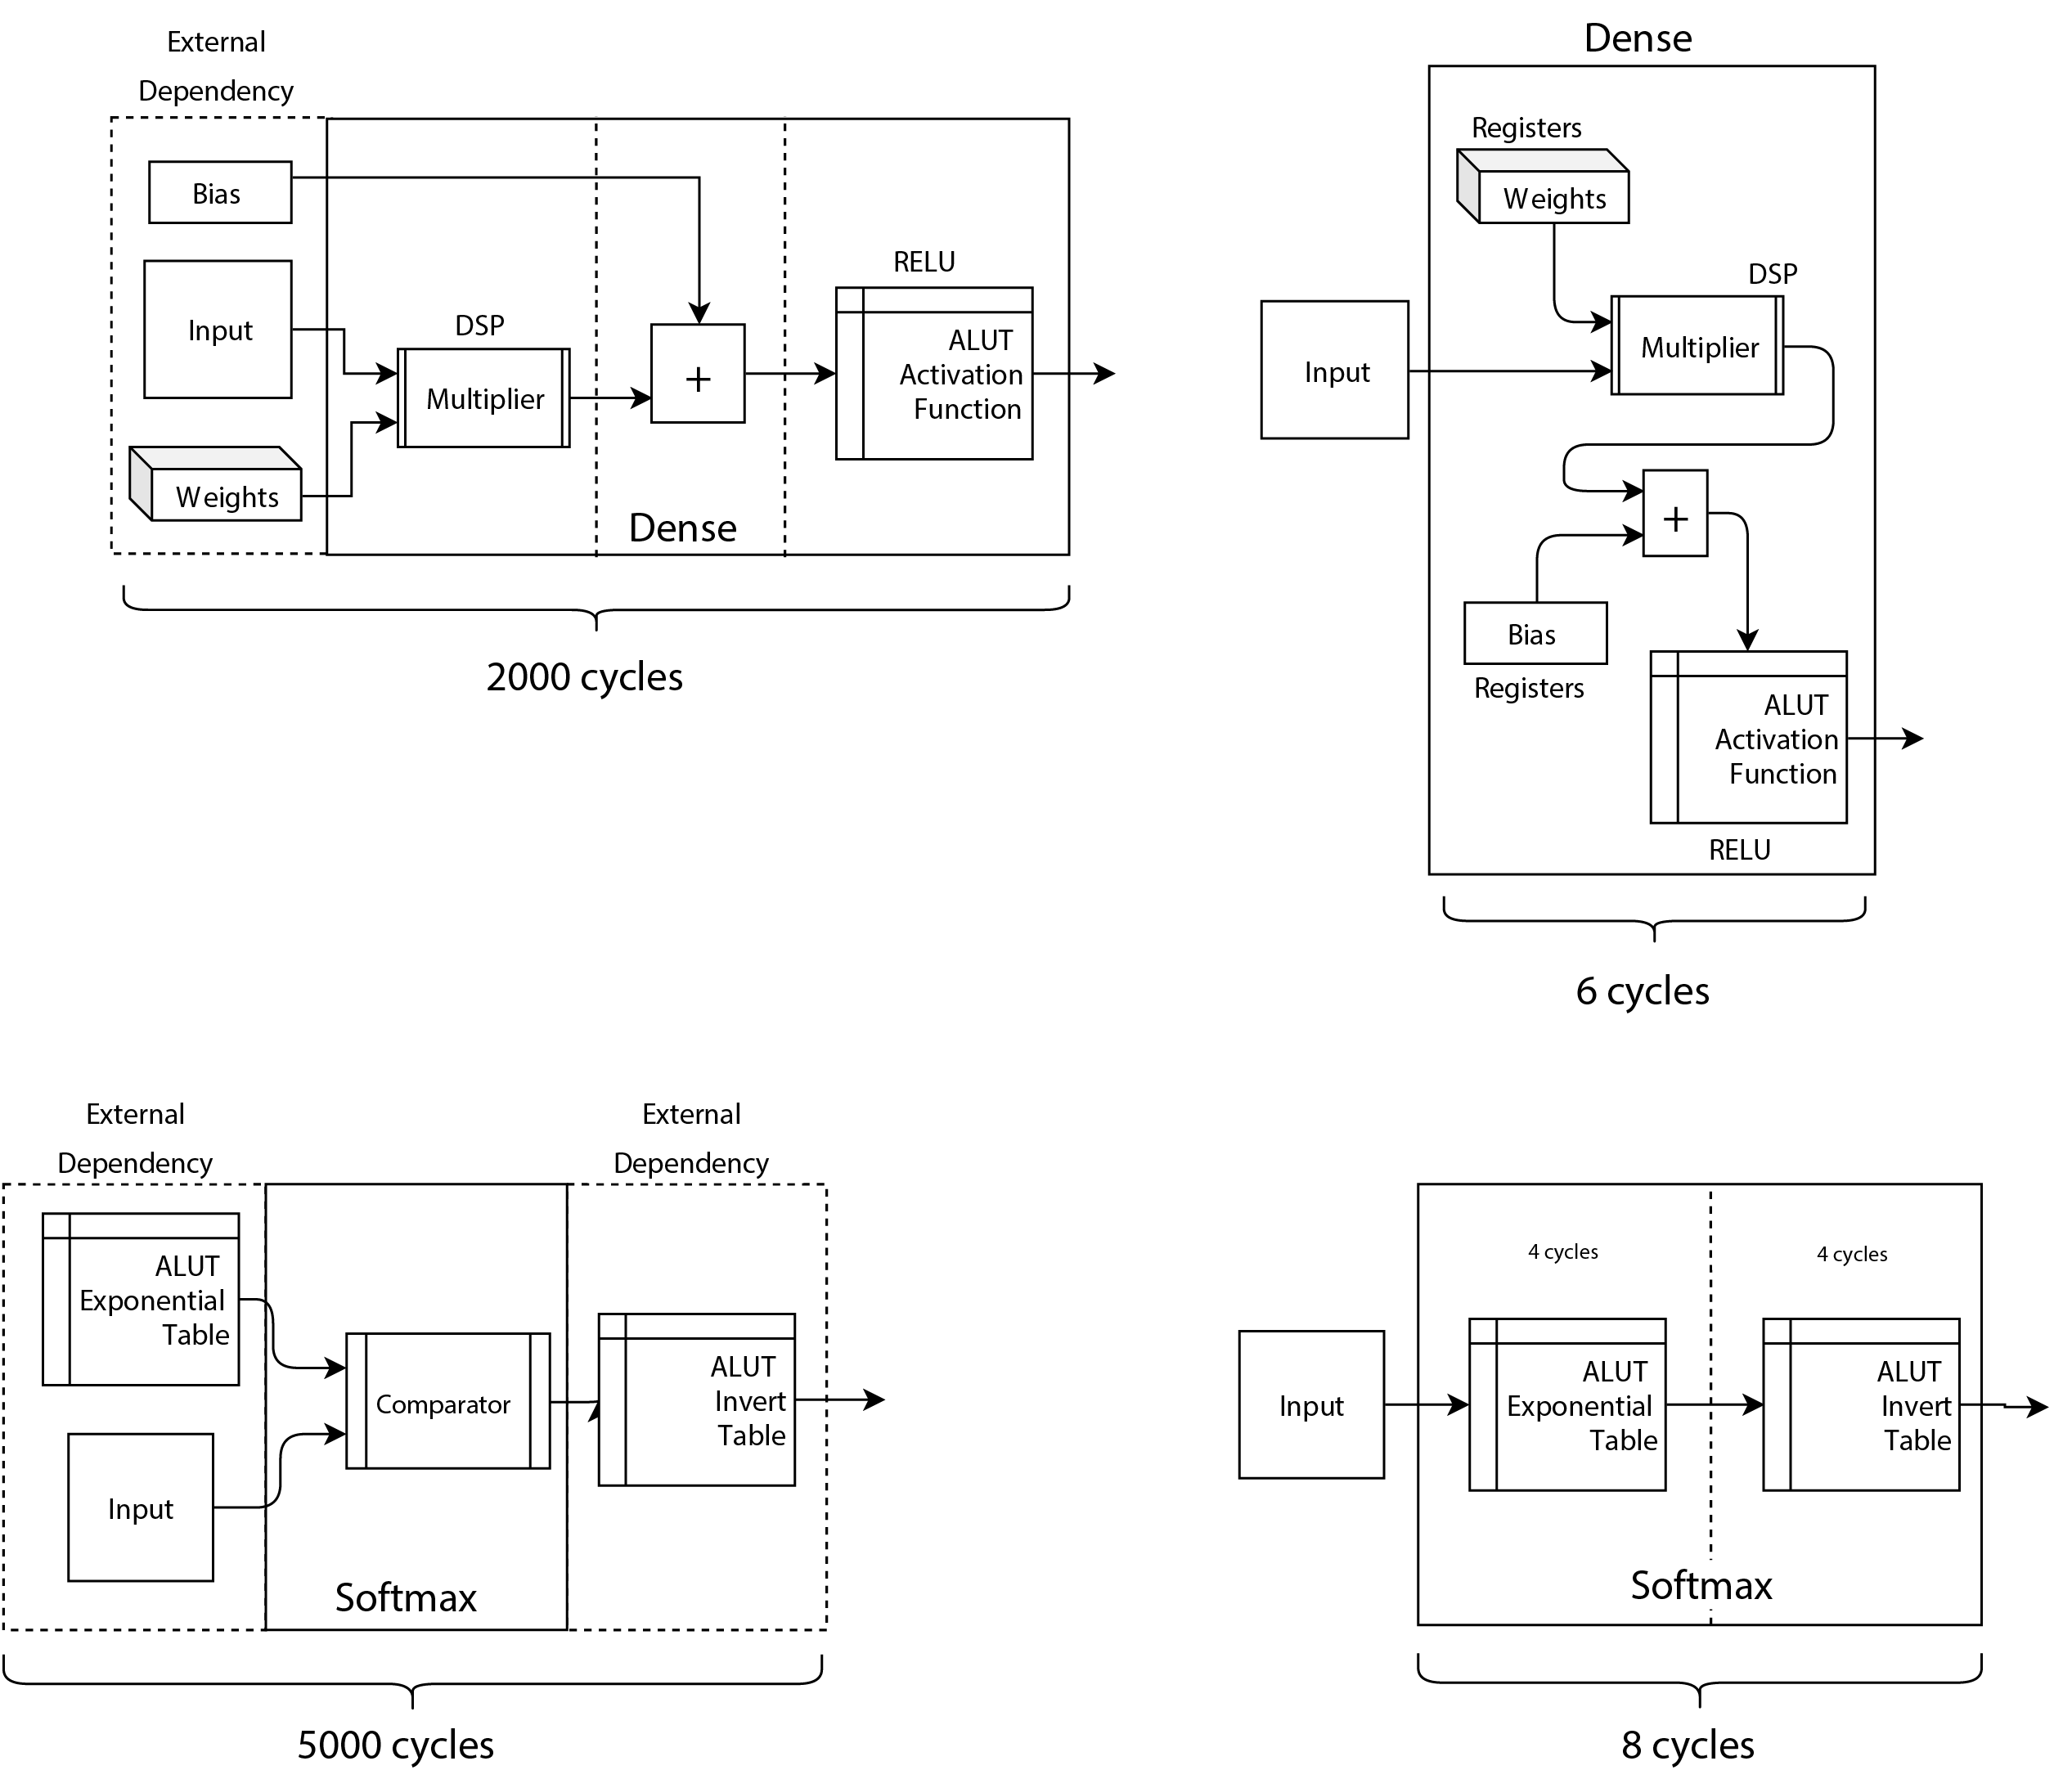 External
Dependency
Bias
Input
Weights
DSP
Multiplier
+
RELU
ALUT
Activation
Function
Dense
2000 cycles
Dense
Registers
Weights
DSP
Input
Multiplier
+
Bias
Registers
ALUT
Activation
Function
RELU
6 cycles
External
Dependency
ALUT
Exponential
Table
Input
Comparator
Softmax
External
Dependency
ALUT
Invert
Table
5000 cycles
4 cycles
4 cycles
Input
ALUT
Exponential
Table
ALUT
Invert
Table
Softmax
8 cycles